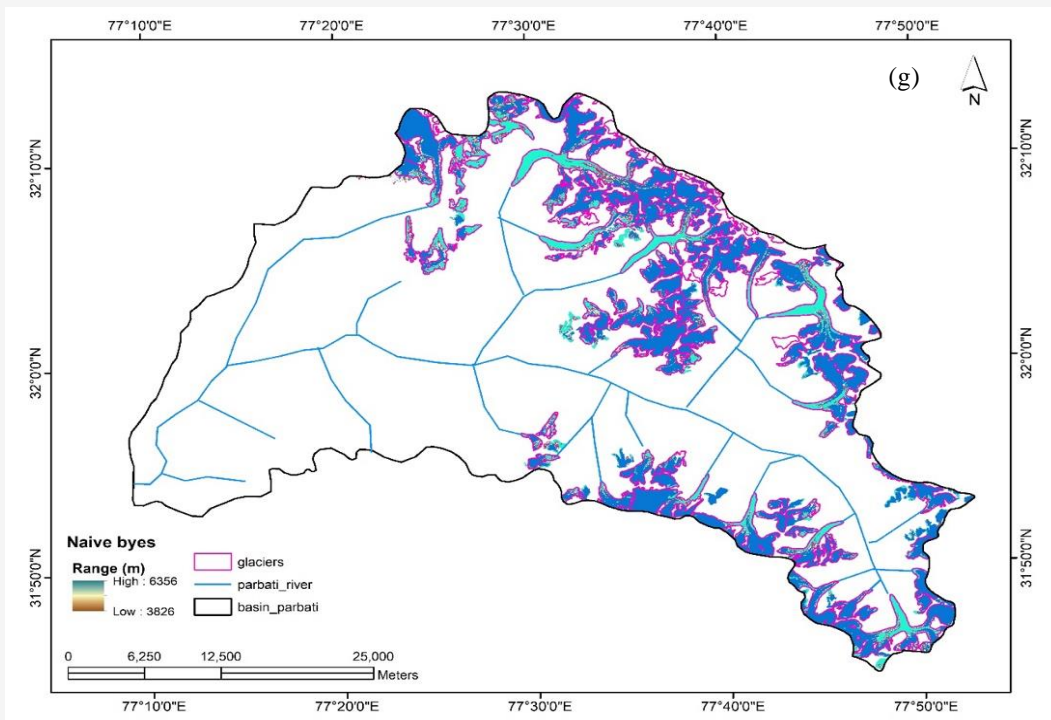 77°10'0"E 77°20'0"E 77°30'0"E 77°40'0"E 77°50'0"E
(g)
N
32°10'0"N 32°10'0"N
32°0'0"N 32°0'0"N
31°50'0"N 31°50'0"N
Naive byes
Range (m)
High : 6356
Low : 3826
glaciers
parbati_river
basin_parbati
0 6,250 12,500 25,000
Meters
77°10'0"E 77°20'0"E 77°30'0"E 77°40'0"E 77°50'0"E